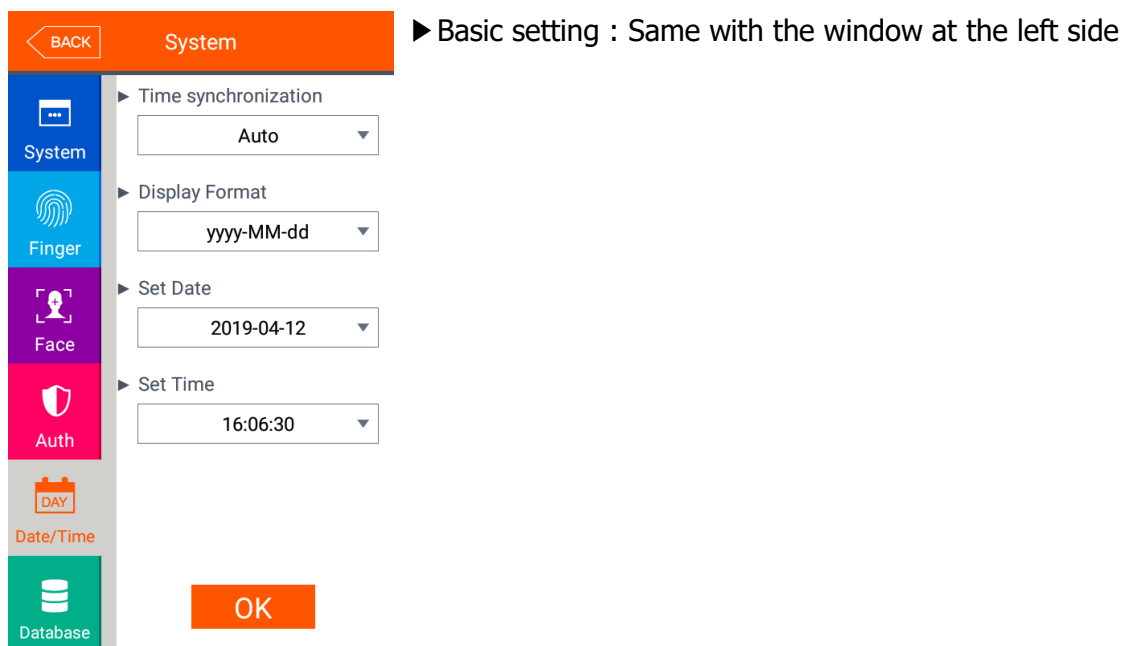 BACK
System
▶Basic setting : Same with the window at the left side
System
Finger
Face
Auth
DAY
Date/Time
Database
▶ Time synchronization
Auto
▶ Display Format
yyyy-MM-dd
▶ Set Date
2019-04-12
▶ Set Time
16:06:30
OK